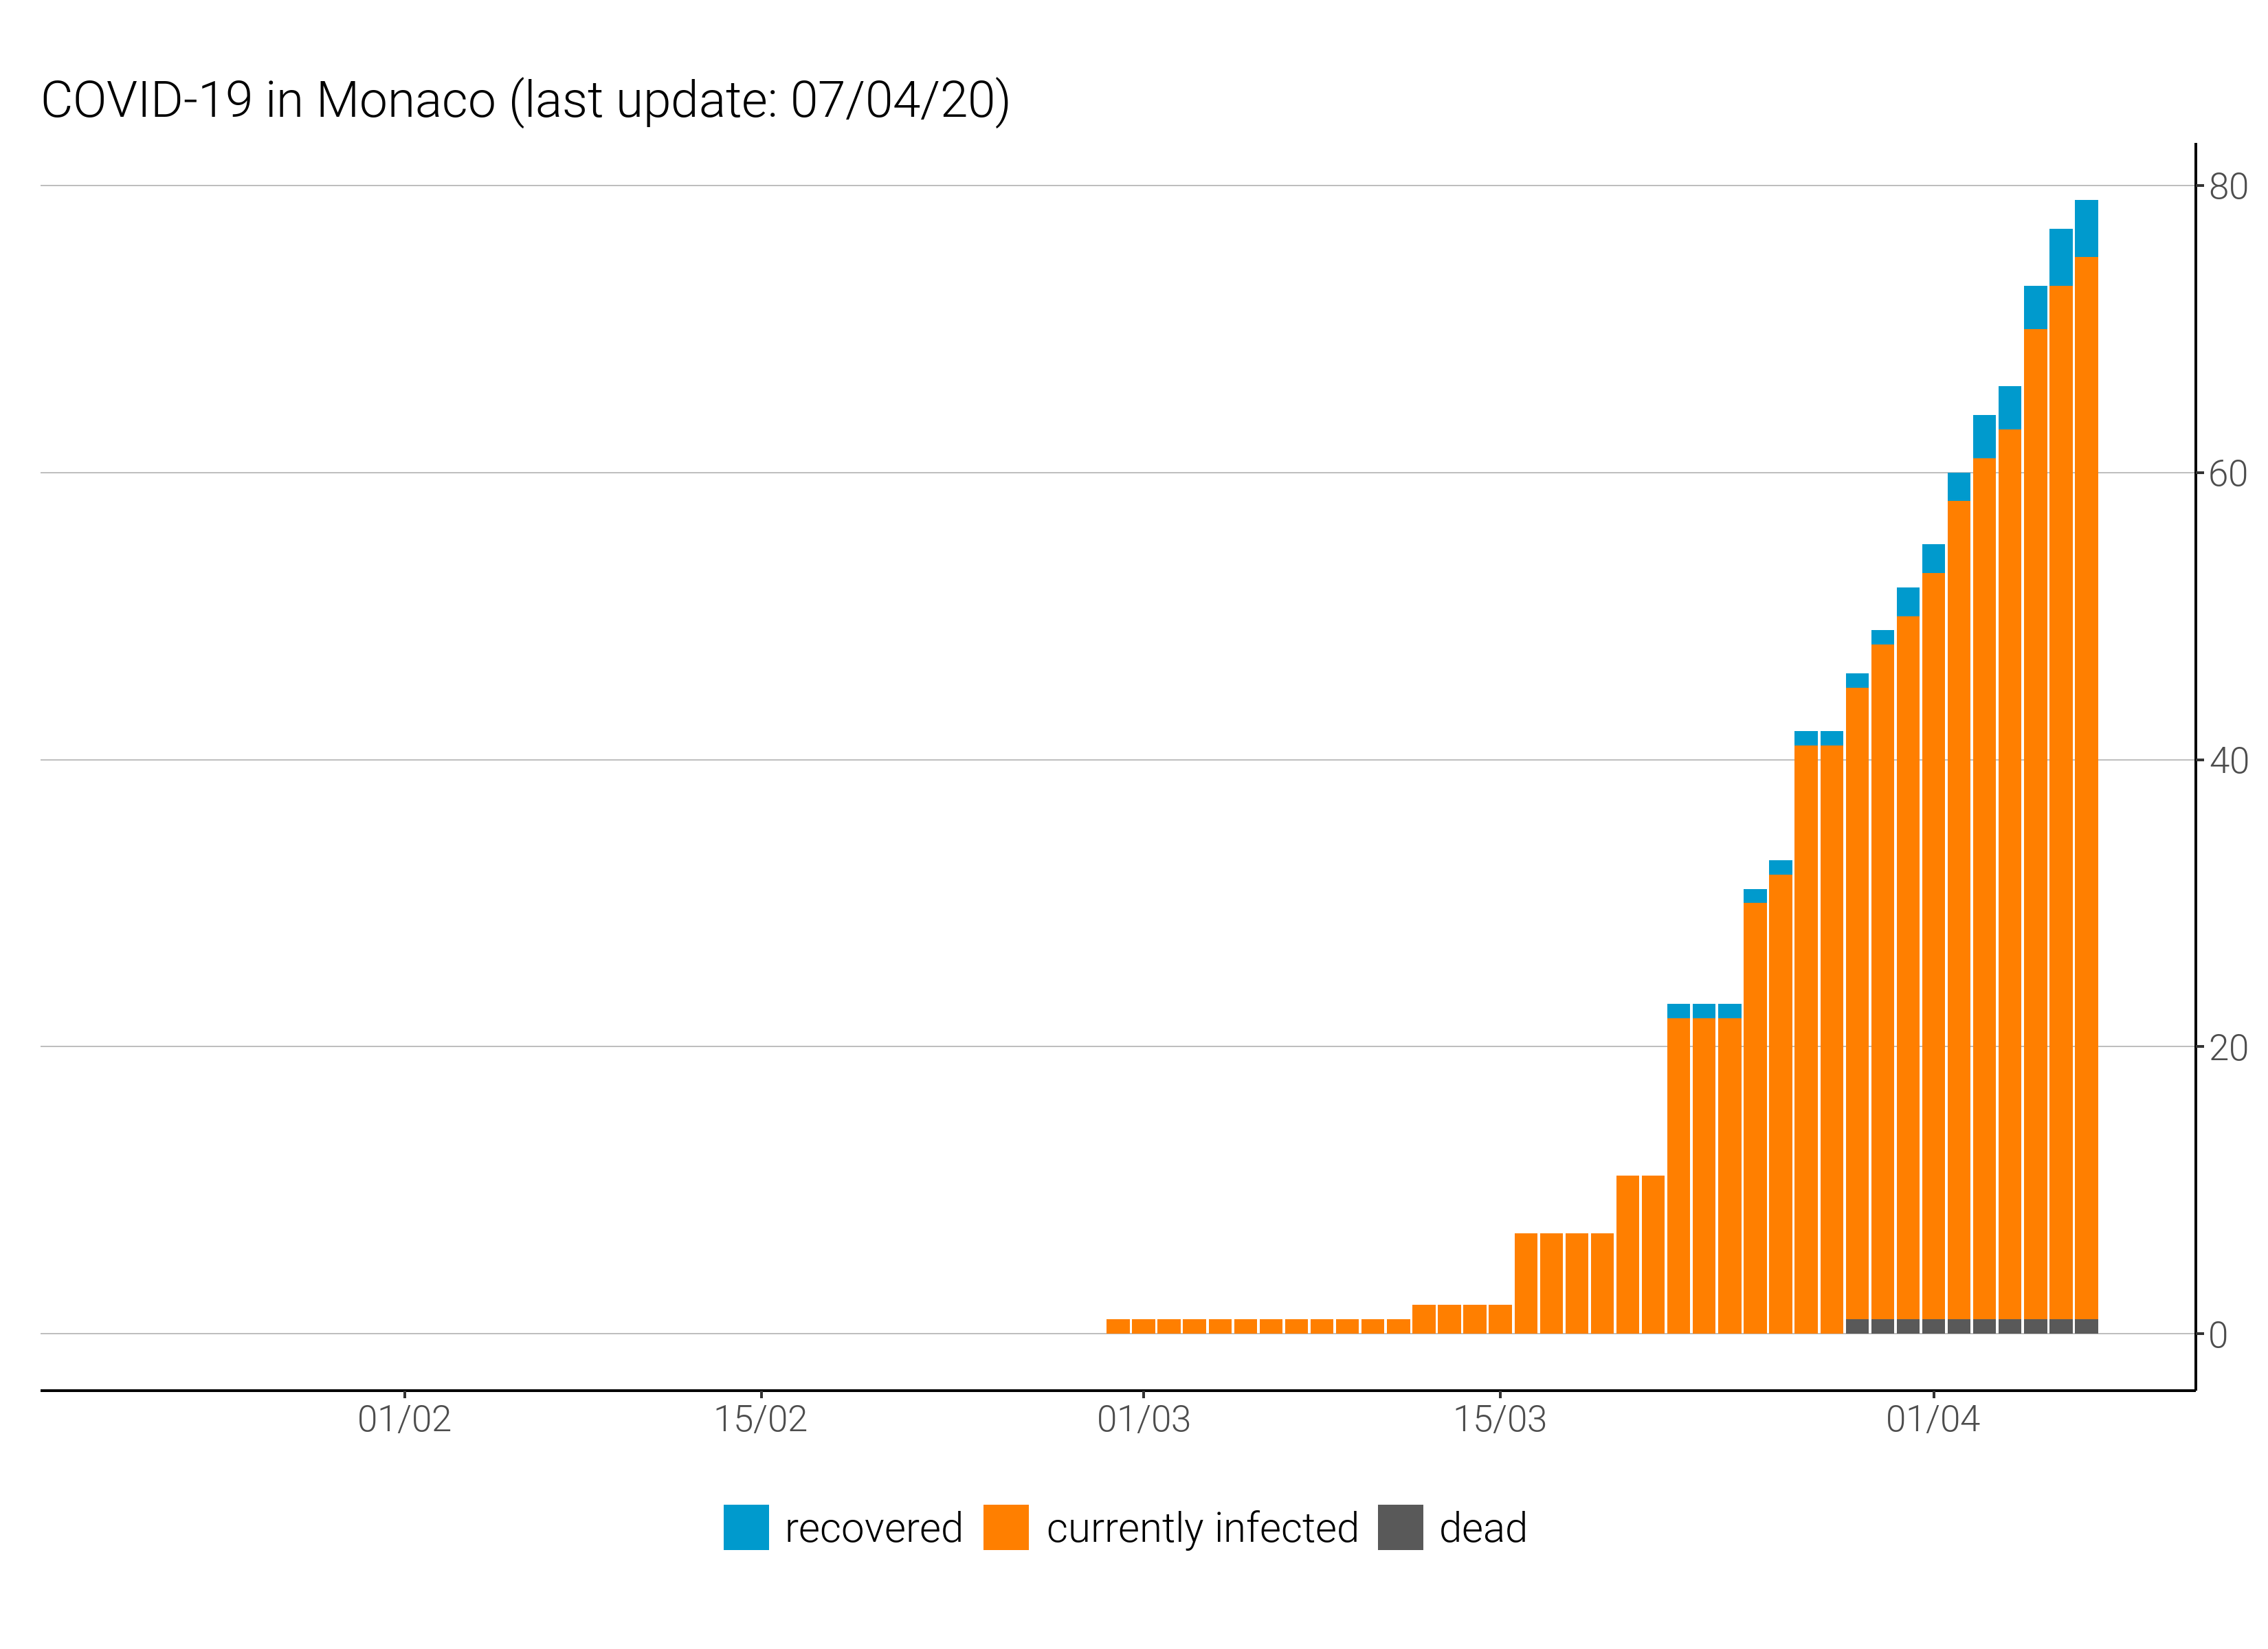 COVID-19 in Monaco (last update: 07/04/20)
80
60
40
20
0
01/02 15/02 01/03 15/03 01/04
recovered currently infected dead